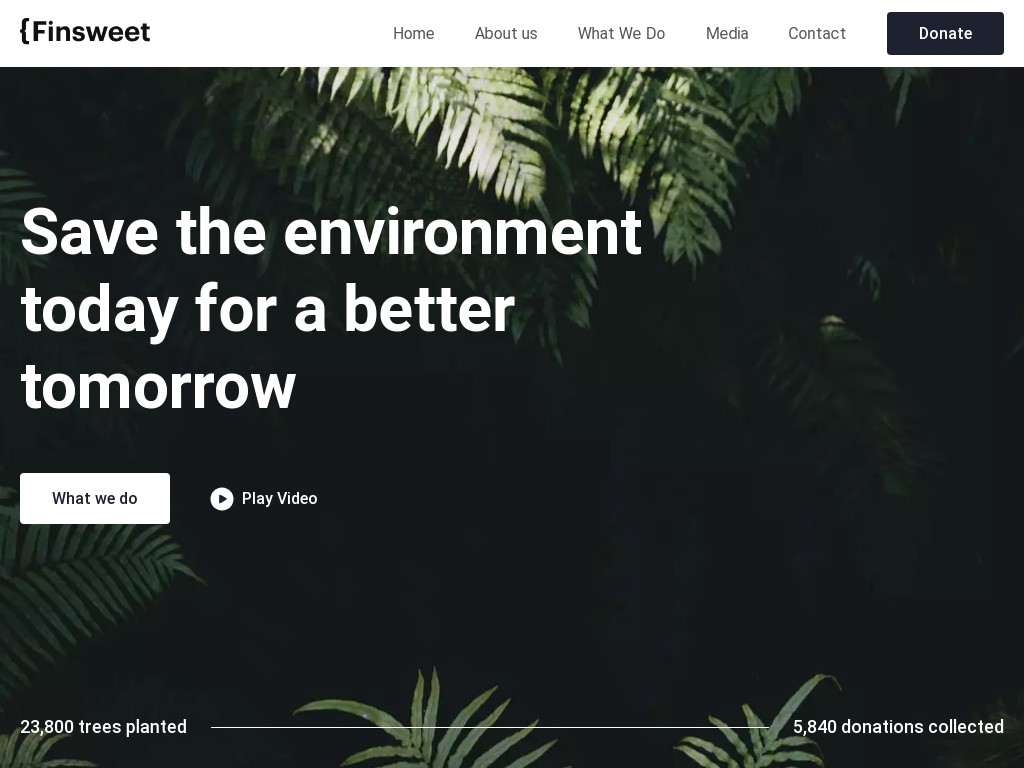 {Finsweet
Home
About us
What We Do
Media
Contact
Donate
Save the environment
today for a better
tomorrow
What we do
Play Video
23,800 trees planted
5,840 donations collected